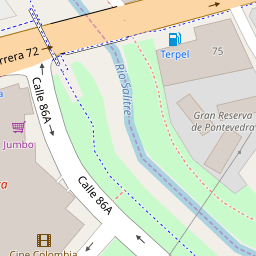 rrera 72
Terpel
75
Calle 86A
Río Salitre
Gran Reserva
de Pontevedra
Jumbo
Calle 86A
Cine Colombia